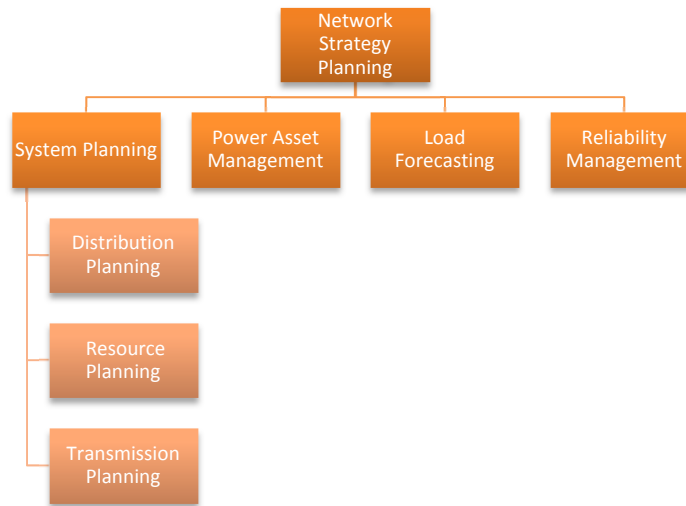 Network
Strategy
Planning
System Planning
Power Asset
Management
Load
Forecasting
Reliability
Management
Distribution
Planning
Resource
Planning
Transmission
Planning